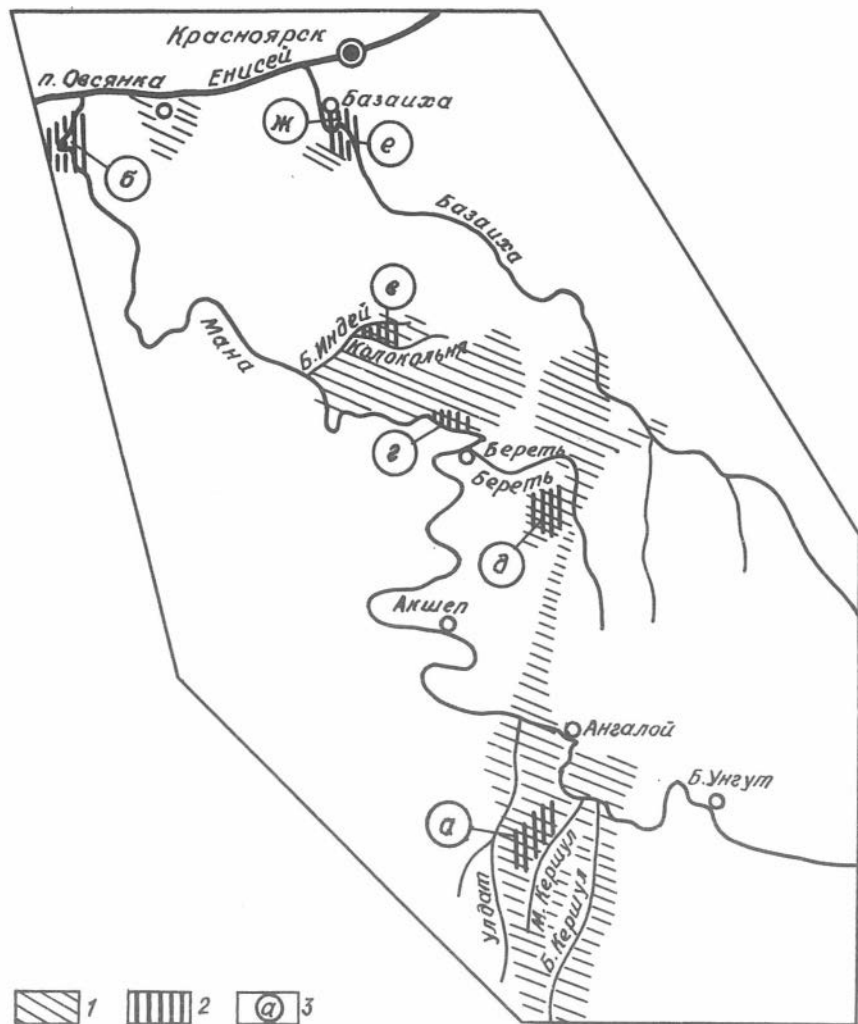 Красноярск
п. Овсянка
Енисей
Базаиха
ж
е
б
Базаиха
в
Б. Индей
Колокольня
Мана
г
Береть
Береть
д
Акшеп
Ангалой
Б. Унгут
а
М. Кершул
улдат
Б. Кершул
1
2
а 3